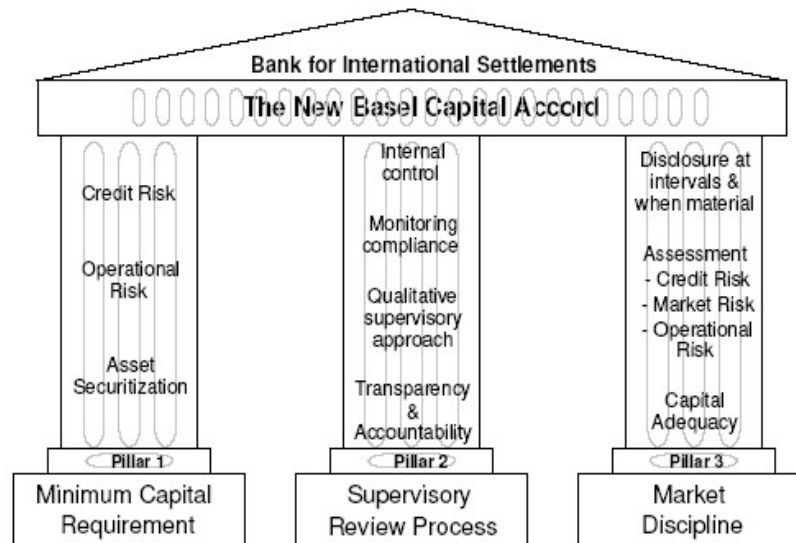 Bank for International Settlements
The New Basel Capital Accord
Credit Risk
Operational
Risk
Asset
Securitization
Pillar 1
Minimum Capital
Requirement
Internal
control
Monitoring
compliance
Qualitative
supervisory
approach
Transparency
&
Accountability
Pillar 2
Supervisory
Review Process
Disclosure at
intervals &
when material
Assessment
- Credit Risk
- Market Risk
- Operational
Risk
Capital
Adequacy
Pillar 3
Market
Discipline